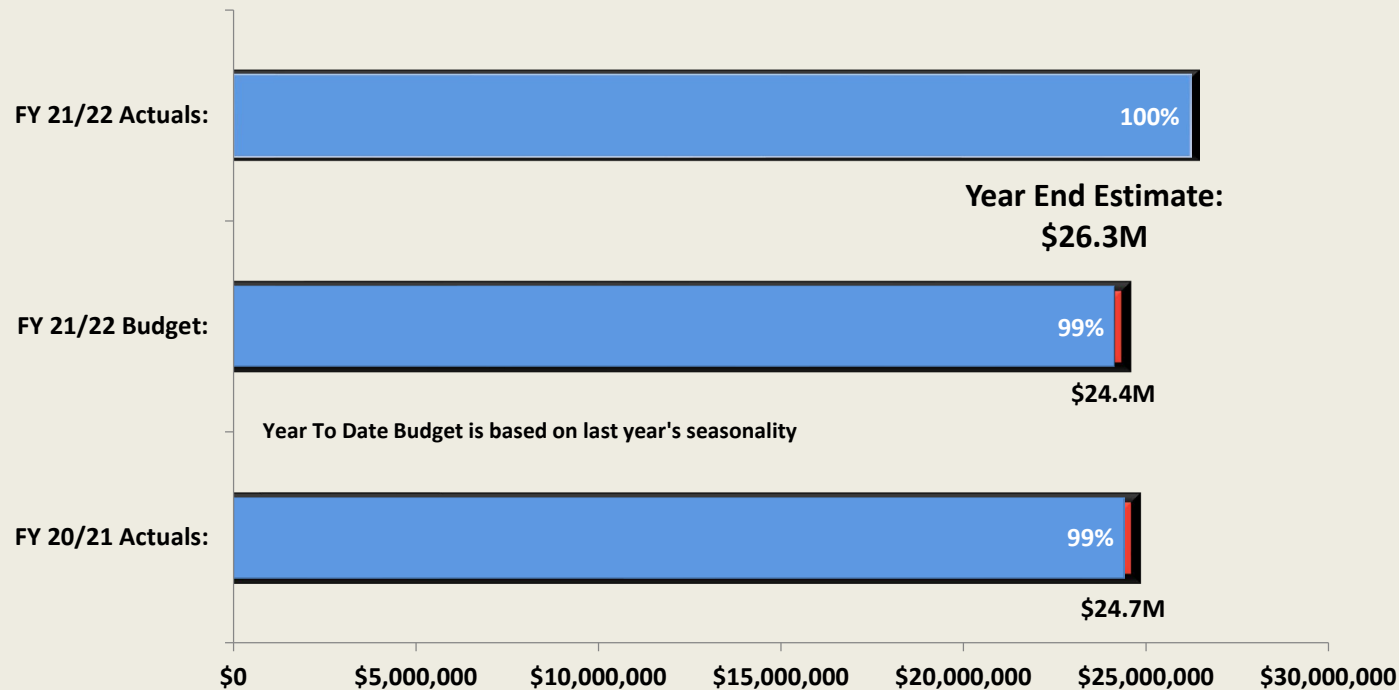 FY 21/22 Actuals:
100%
Year End Estimate:
$26.3M
FY 21/22 Budget:
99%
$24.4M
Year To Date Budget is based on last year's seasonality
FY 20/21 Actuals:
99%
$24.7M
$0 $5,000,000 $10,000,000 $15,000,000 $20,000,000 $25,000,000 $30,000,000